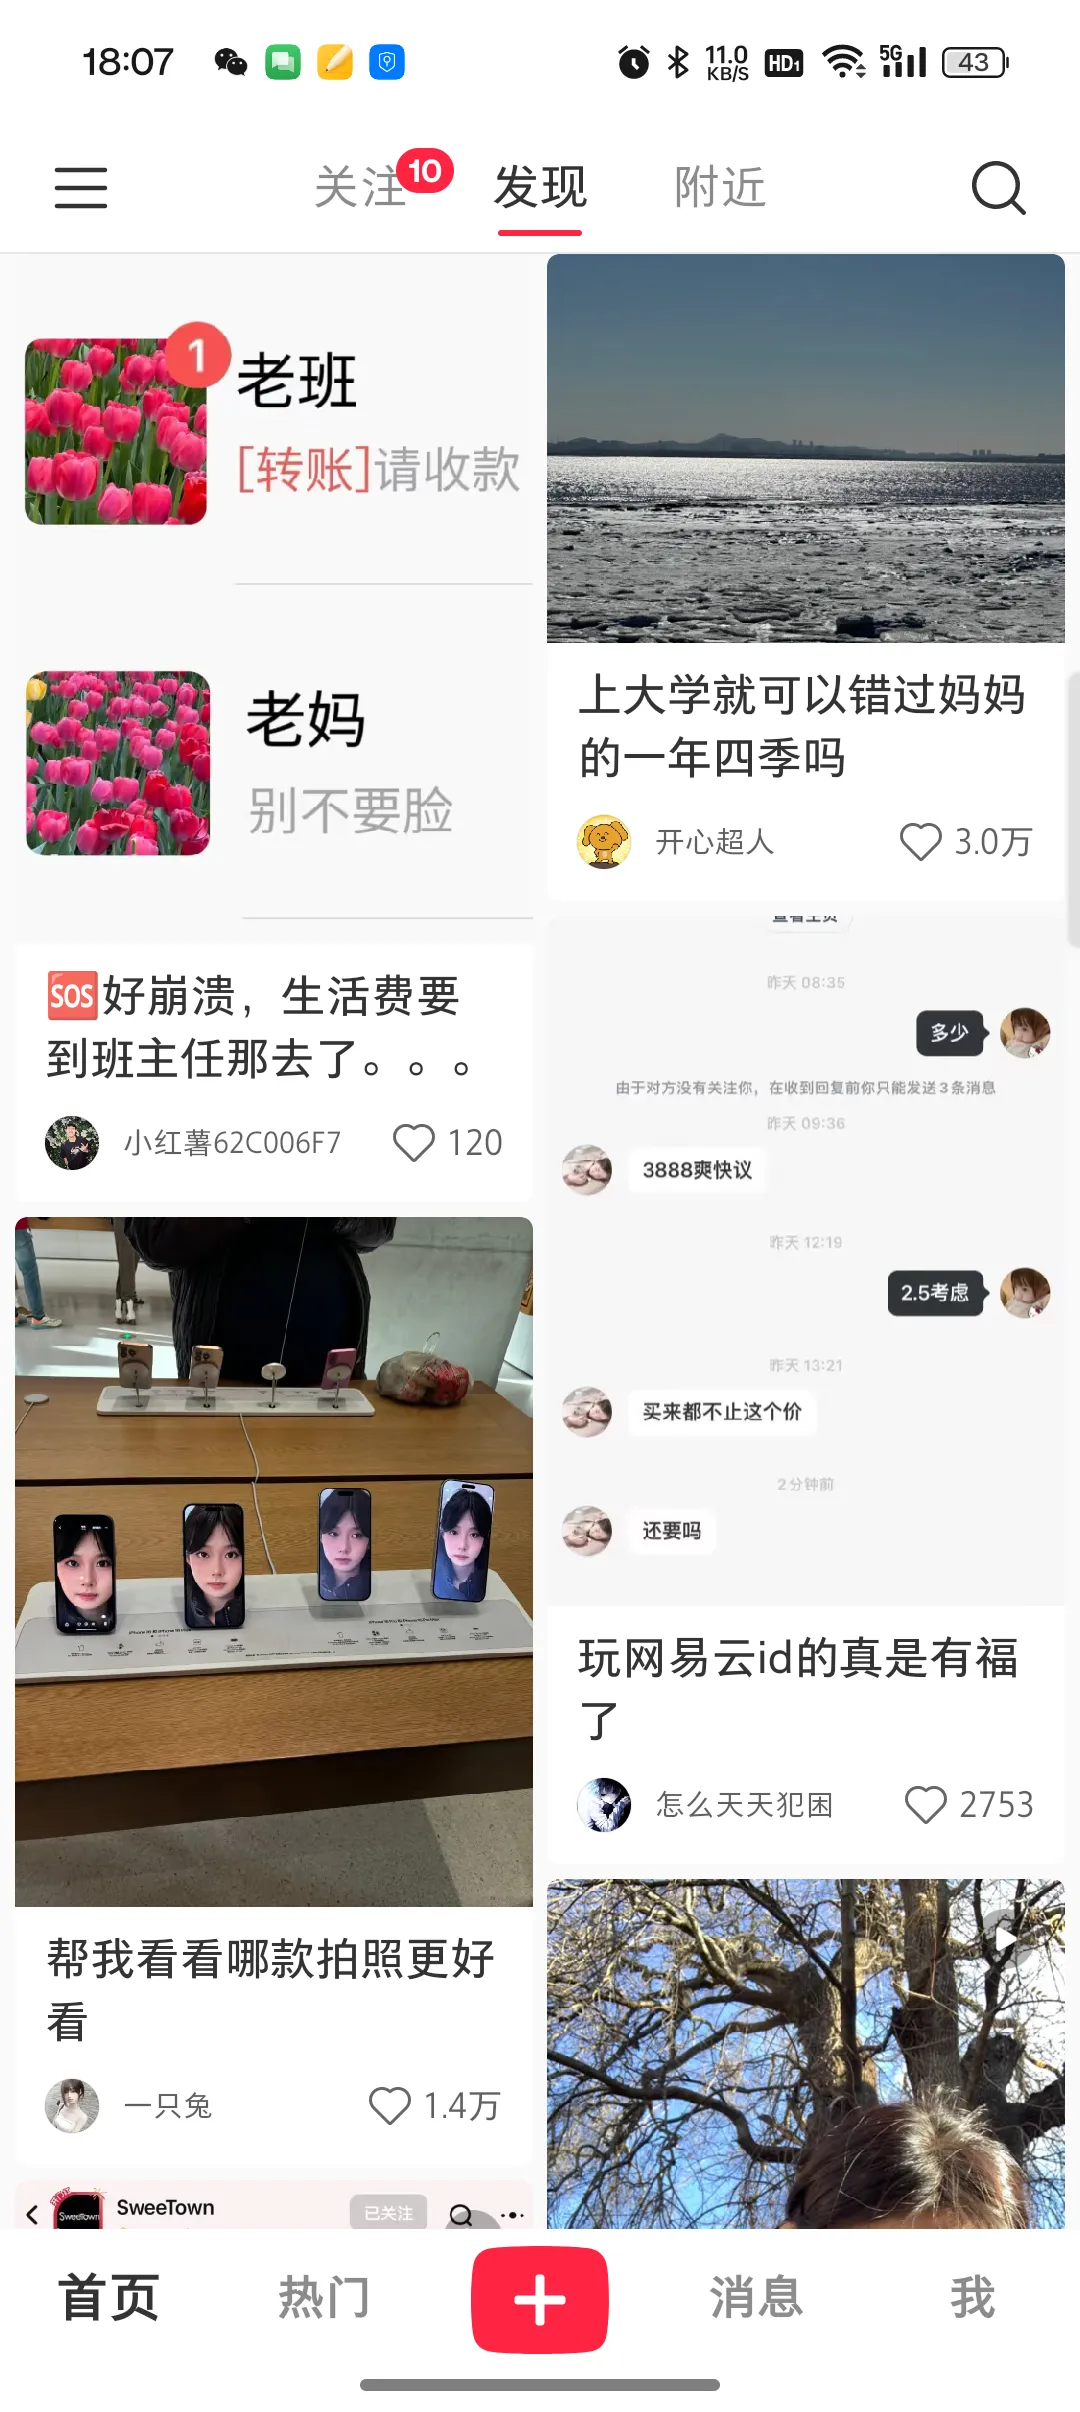 18:07
11.0
KB/S
HD1
5G
43
关注
10
发现
附近
1
老班
[转账]请收款
老妈
别不要脸
SOS好崩溃，生活费要
到班主任那去了。。。
小红薯62C006F7
120
帮我看看哪款拍照更好
看
一只兔
1.4万
SweeTown
SweeTown
已关注
上大学就可以错过妈妈
的一年四季吗
开心超人
3.0万
查看主页
昨天 08:35
多少
由于对方没有关注你，在收到回复前你只能发送3条消息
昨天 09:36
3888爽快议
昨天 12:19
2.5考虑
昨天 13:21
买来都不止这个价
2分钟前
还要吗
玩网易云id的真是有福
了
怎么天天犯困
2753
首页
热门
消息
我